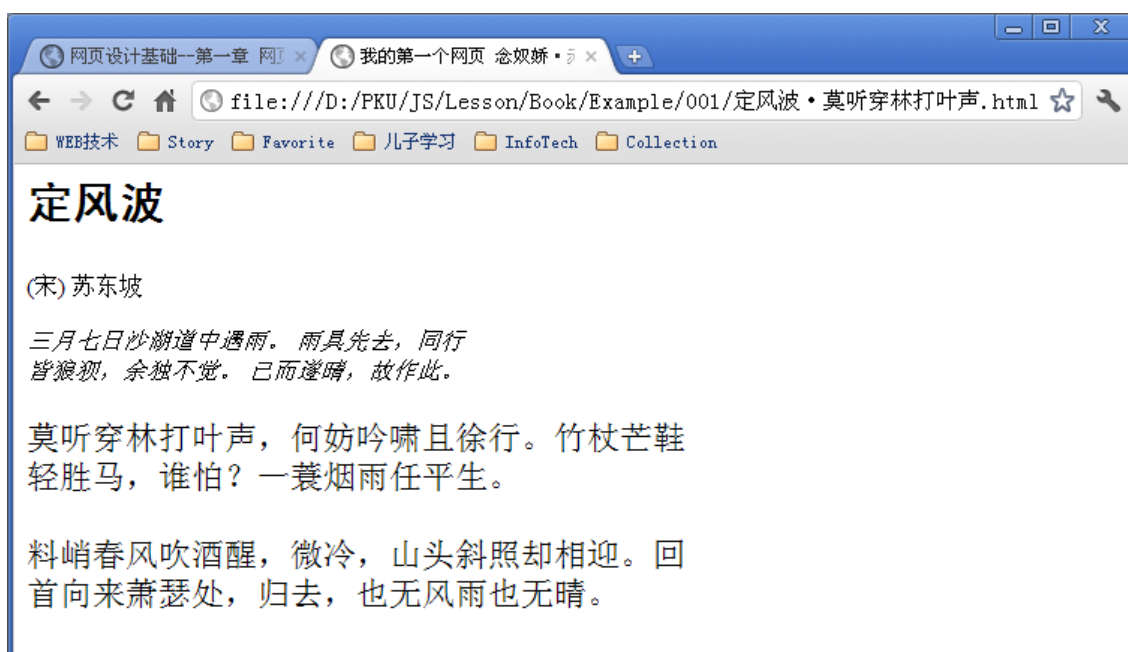 网页设计基础--第一章 网
我的第一个网页 念奴娇·
file:///D:/PKU/JS/Lesson/Book/Example/001/定风波·莫听穿林打叶声.html
WEB技术 Story Favorite 儿子学习 InfoTech Collection
定风波
(宋) 苏东坡
三月七日沙湖道中遇雨。 雨具先去，同行
皆狼狈，余独不觉。 已而遂晴，故作此。
莫听穿林打叶声，何妨吟啸且徐行。竹杖芒鞋
轻胜马，谁怕？一蓑烟雨任平生。
料峭春风吹酒醒，微冷，山头斜照却相迎。回
首向来萧瑟处，归去，也无风雨也无晴。